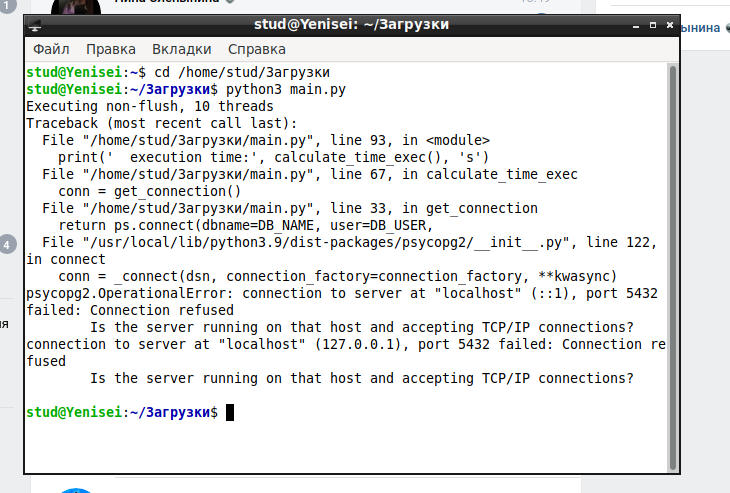 1
4
stud@Yenisei: ~/Загрузки
ынина
Файл Правка Вкладки Справка
stud@Yenisei:~$ cd /home/stud/Загрузки
stud@Yenisei:~/Загрузки$ python3 main.py
Executing non-flush, 10 threads
Traceback (most recent call last):
  File "/home/stud/Загрузки/main.py", line 93, in <module>
    print('  execution time:', calculate_time_exec(), 's')
  File "/home/stud/Загрузки/main.py", line 67, in calculate_time_exec
    conn = get_connection()
  File "/home/stud/Загрузки/main.py", line 33, in get_connection
    return ps.connect(dbname=DB_NAME, user=DB_USER,
  File "/usr/local/lib/python3.9/dist-packages/psycopg2/__init__.py", line 122,
in connect
    conn = _connect(dsn, connection_factory=connection_factory, **kwasync)
psycopg2.OperationalError: connection to server at "localhost" (::1), port 5432
failed: Connection refused
        Is the server running on that host and accepting TCP/IP connections?
connection to server at "localhost" (127.0.0.1), port 5432 failed: Connection re
fused
        Is the server running on that host and accepting TCP/IP connections?
stud@Yenisei:~/Загрузки$